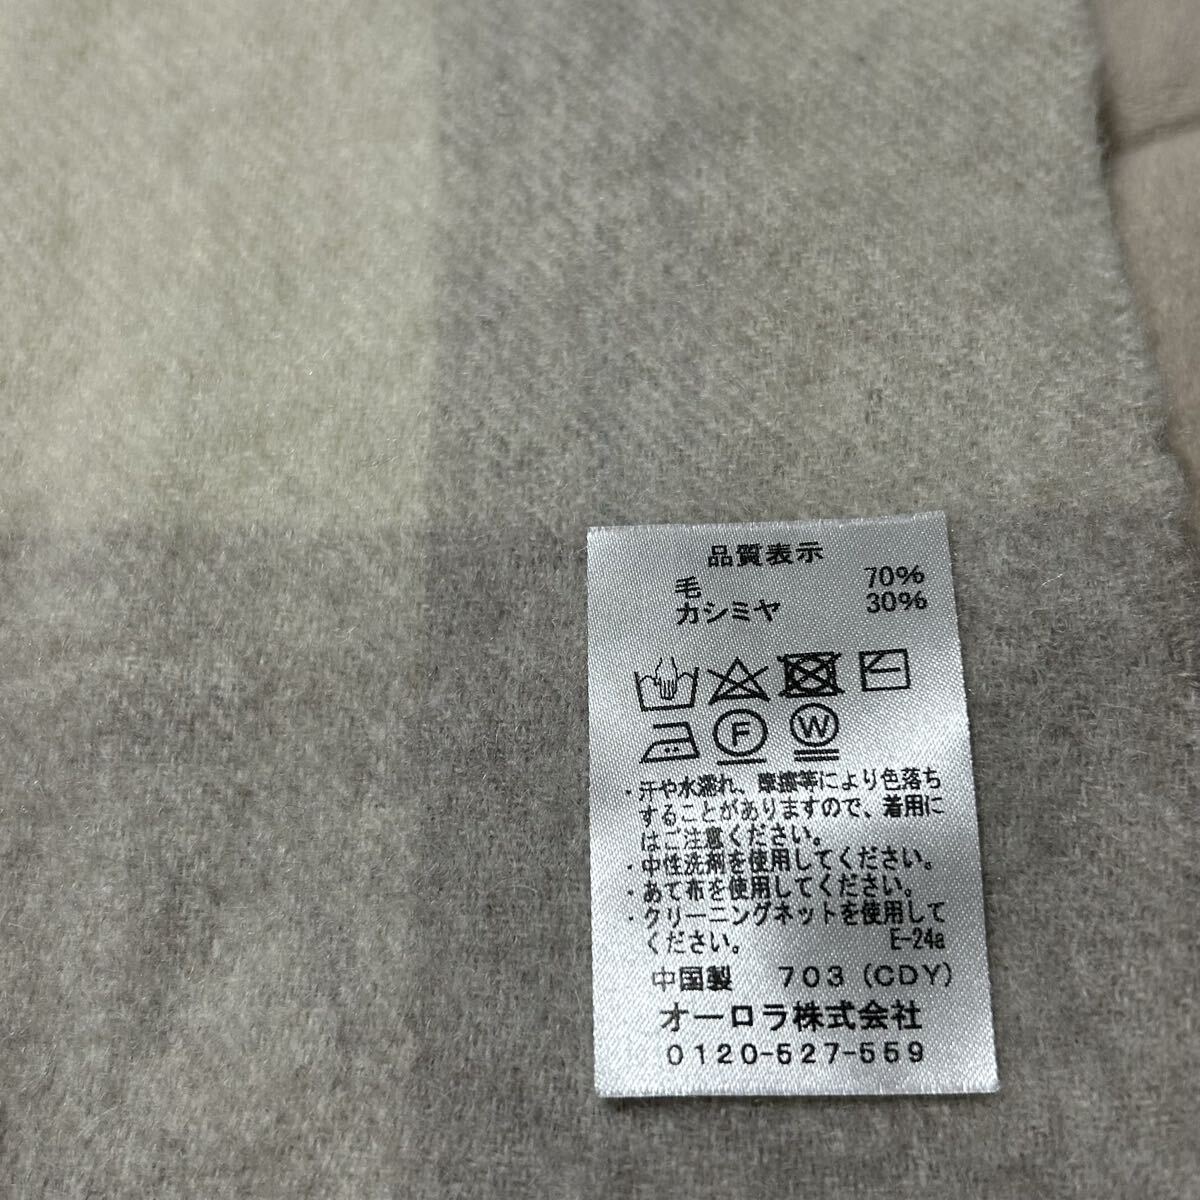 品質表示
毛 70%
カシミヤ 30%
F W
・汗や水濡れ、摩擦等により色落ち
することがありますので、着用に
はご注意ください。
・中性洗剤を使用してください。
・あて布を使用してください。
・クリーニングネットを使用して
ください。 E-24a
中国製 703(CDY)
オーロラ株式会社
0120-527-559